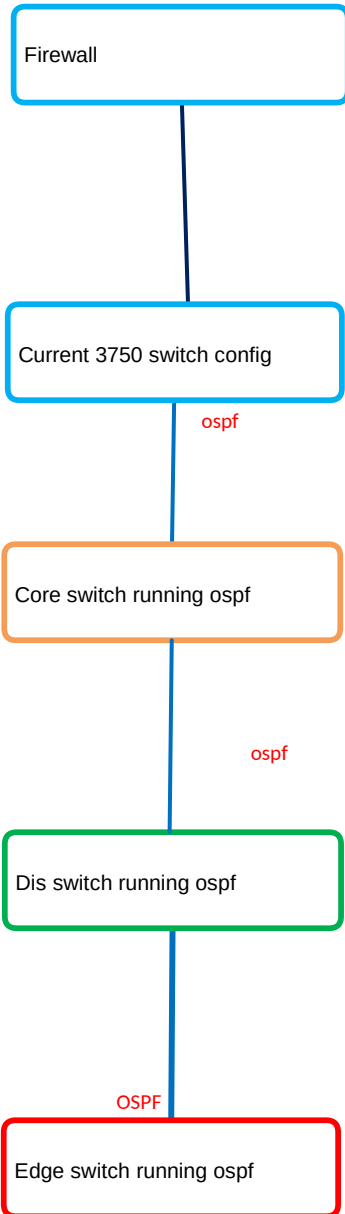 Firewall
Current 3750 switch config
ospf
Core switch running ospf
ospf
Dis switch running ospf
OSPF
Edge switch running ospf